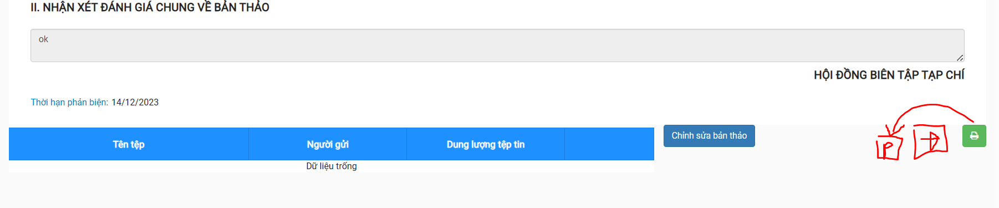 II. NHẬN XÉT ĐÁNH GIÁ CHUNG VỀ BẢN THẢO
ok
HỘI ĐỒNG BIÊN TẬP TẠP CHÍ
Thời hạn phản biện: 14/12/2023
Tên tệp Người gửi Dung lượng tệp tin Chỉnh sửa bản thảo
P
Dữ liệu trống